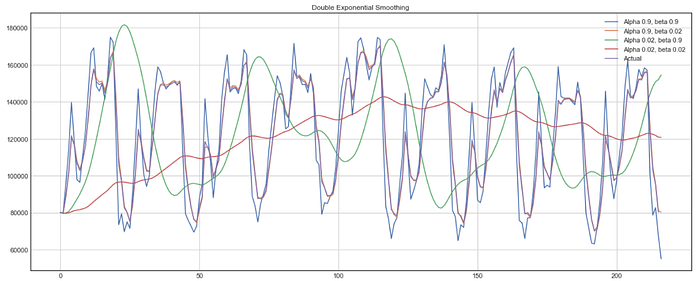 Double Exponential Smoothing
180000
160000
140000
120000
100000
80000
60000
0
50
100
150
200
Alpha 0.9, beta 0.9
Alpha 0.9, beta 0.02
Alpha 0.02, beta 0.9
Alpha 0.02, beta 0.02
Actual